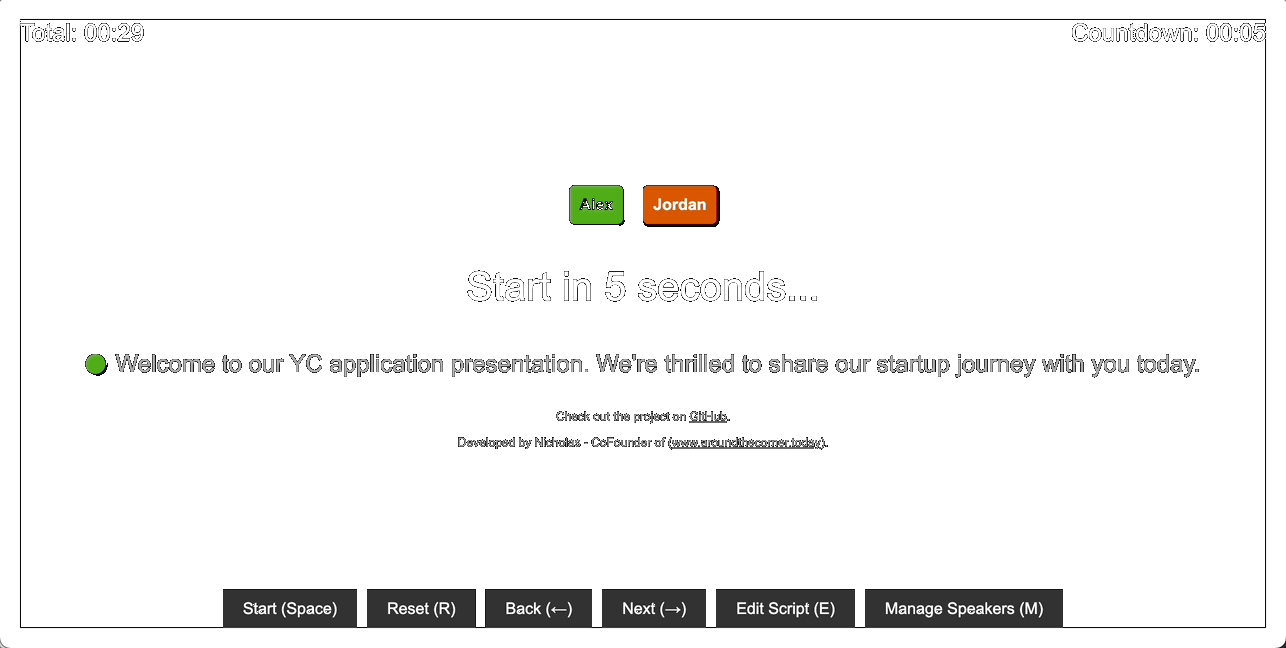 Total: 00:29
Countdown: 00:05
Alex
Jordan
Start in 5 seconds...
Welcome to our YC application presentation. We're thrilled to share our startup journey with you today.
Check out the project on GitHub.
Developed by Nicholas - CoFounder of (www.aroundthecorner.today).
Start (Space)
Reset (R)
Back (←)
Next (→)
Edit Script (E)
Manage Speakers (M)